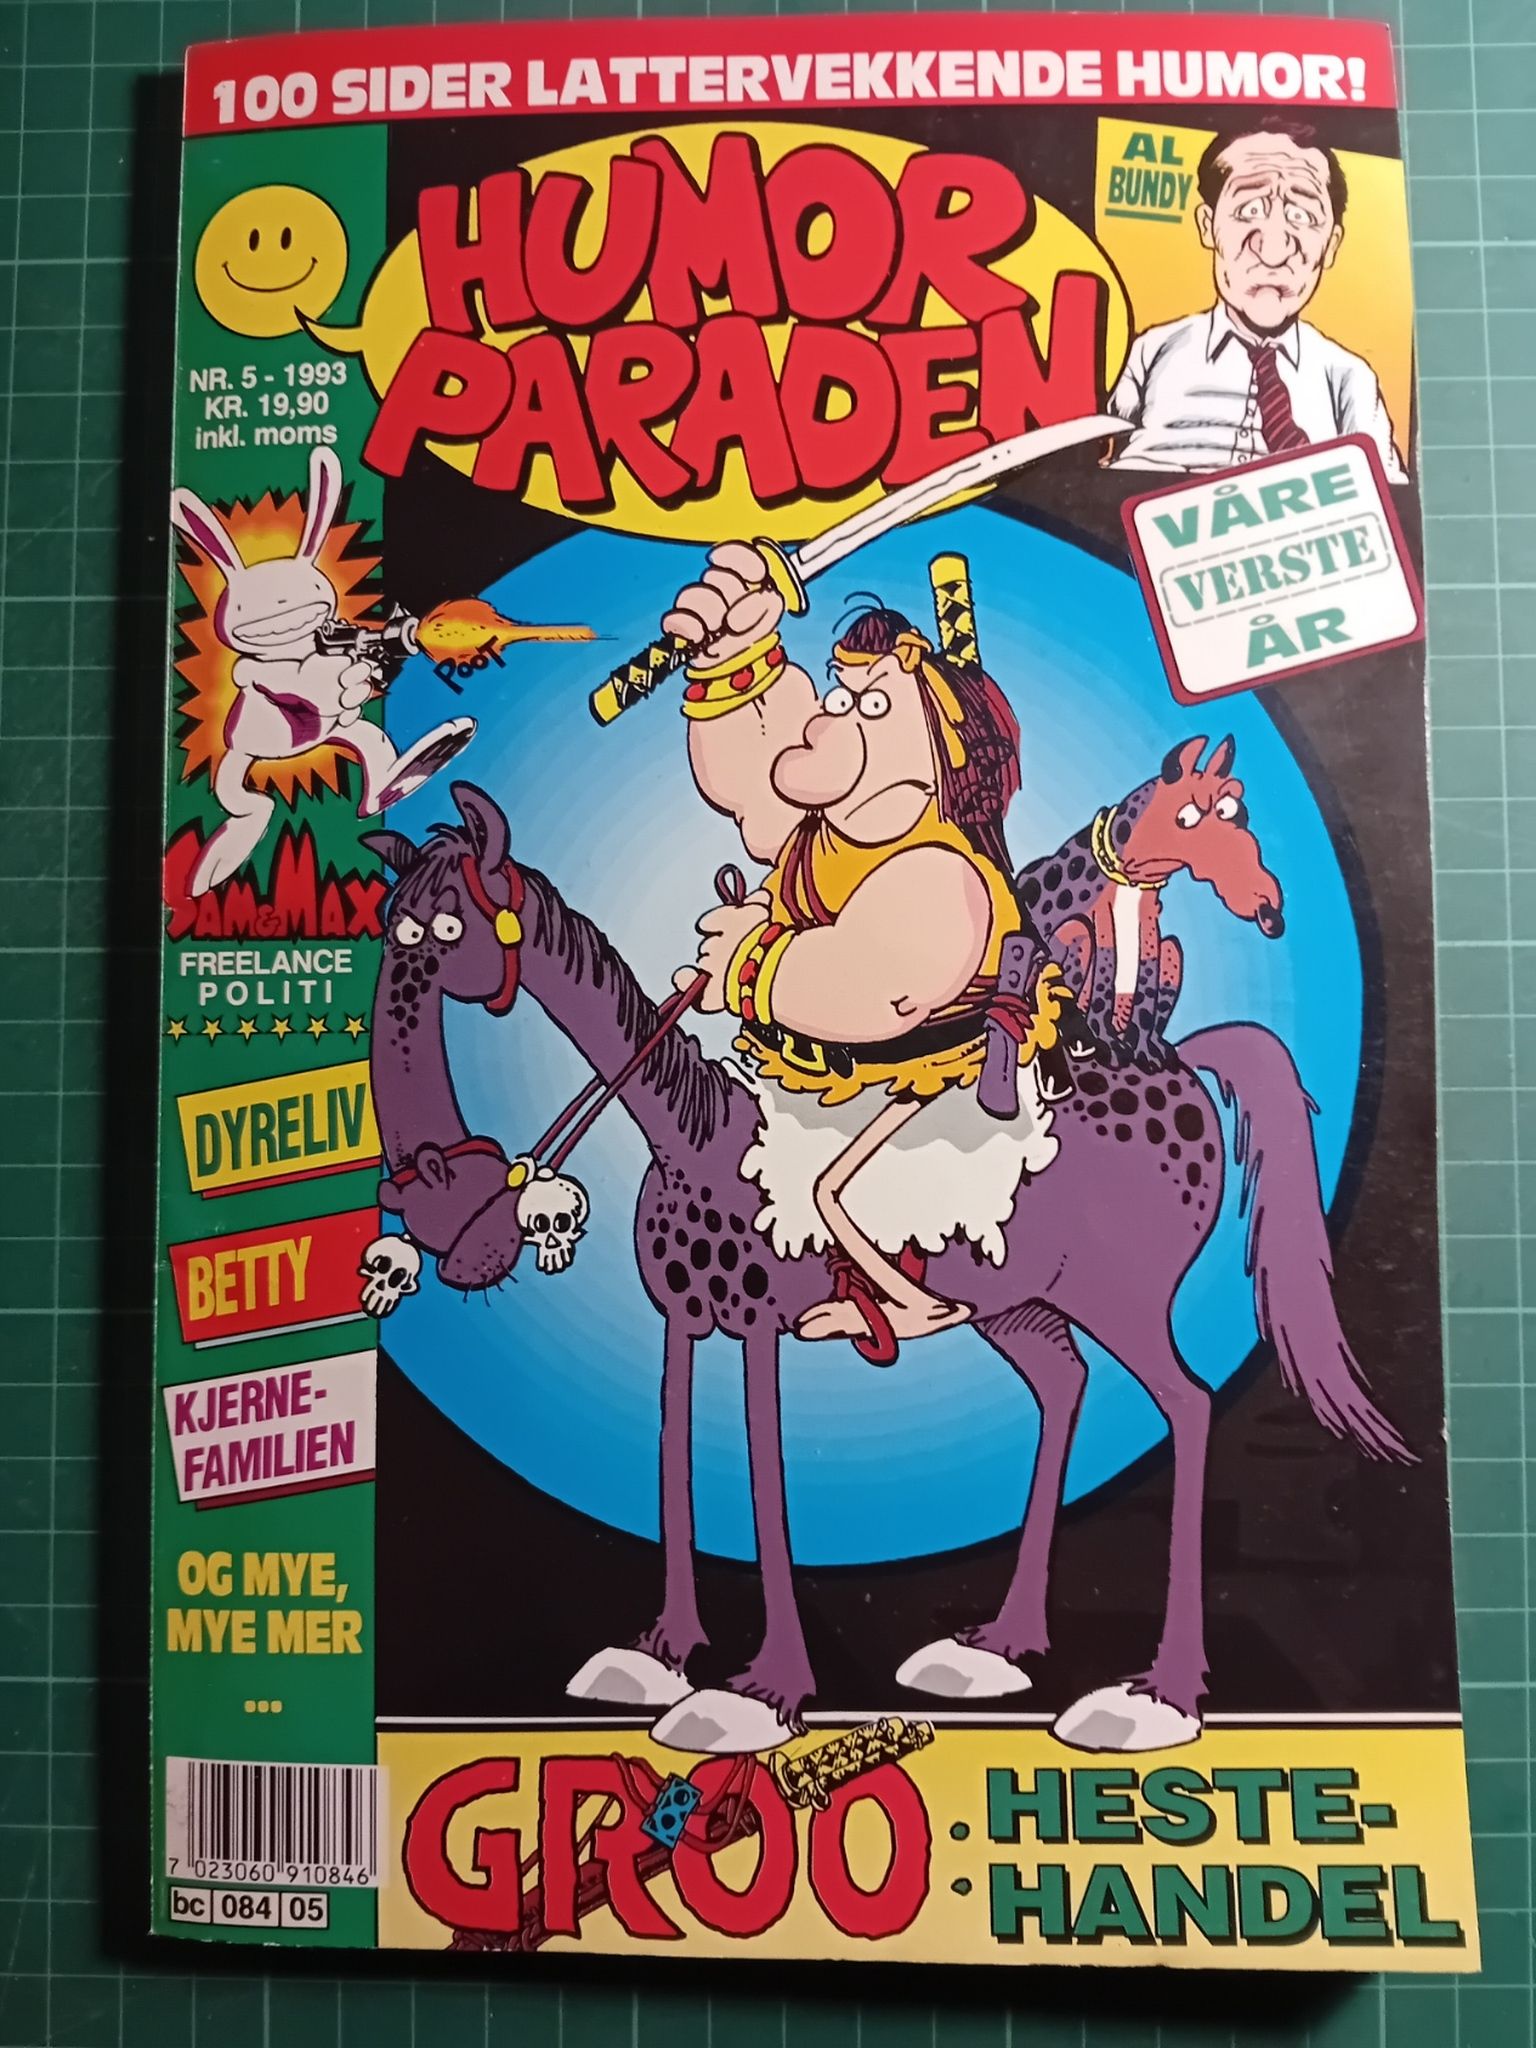 100 SIDER LATTERVEKKENDE HUMOR!
HUMOR
PARADEN
AL
BUNDY
VÅRE
VERSTE
ÅR
NR. 5 - 1993
KR. 19,90
inkl. moms
POOT
SAM & MAX
FREELANCE
POLITI
DYRELIV
BETTY
KJERNE-
FAMILIEN
OG MYE,
MYE MER
...
7 023060 910846
bc 084 05
GROO:
HESTE-
HANDEL